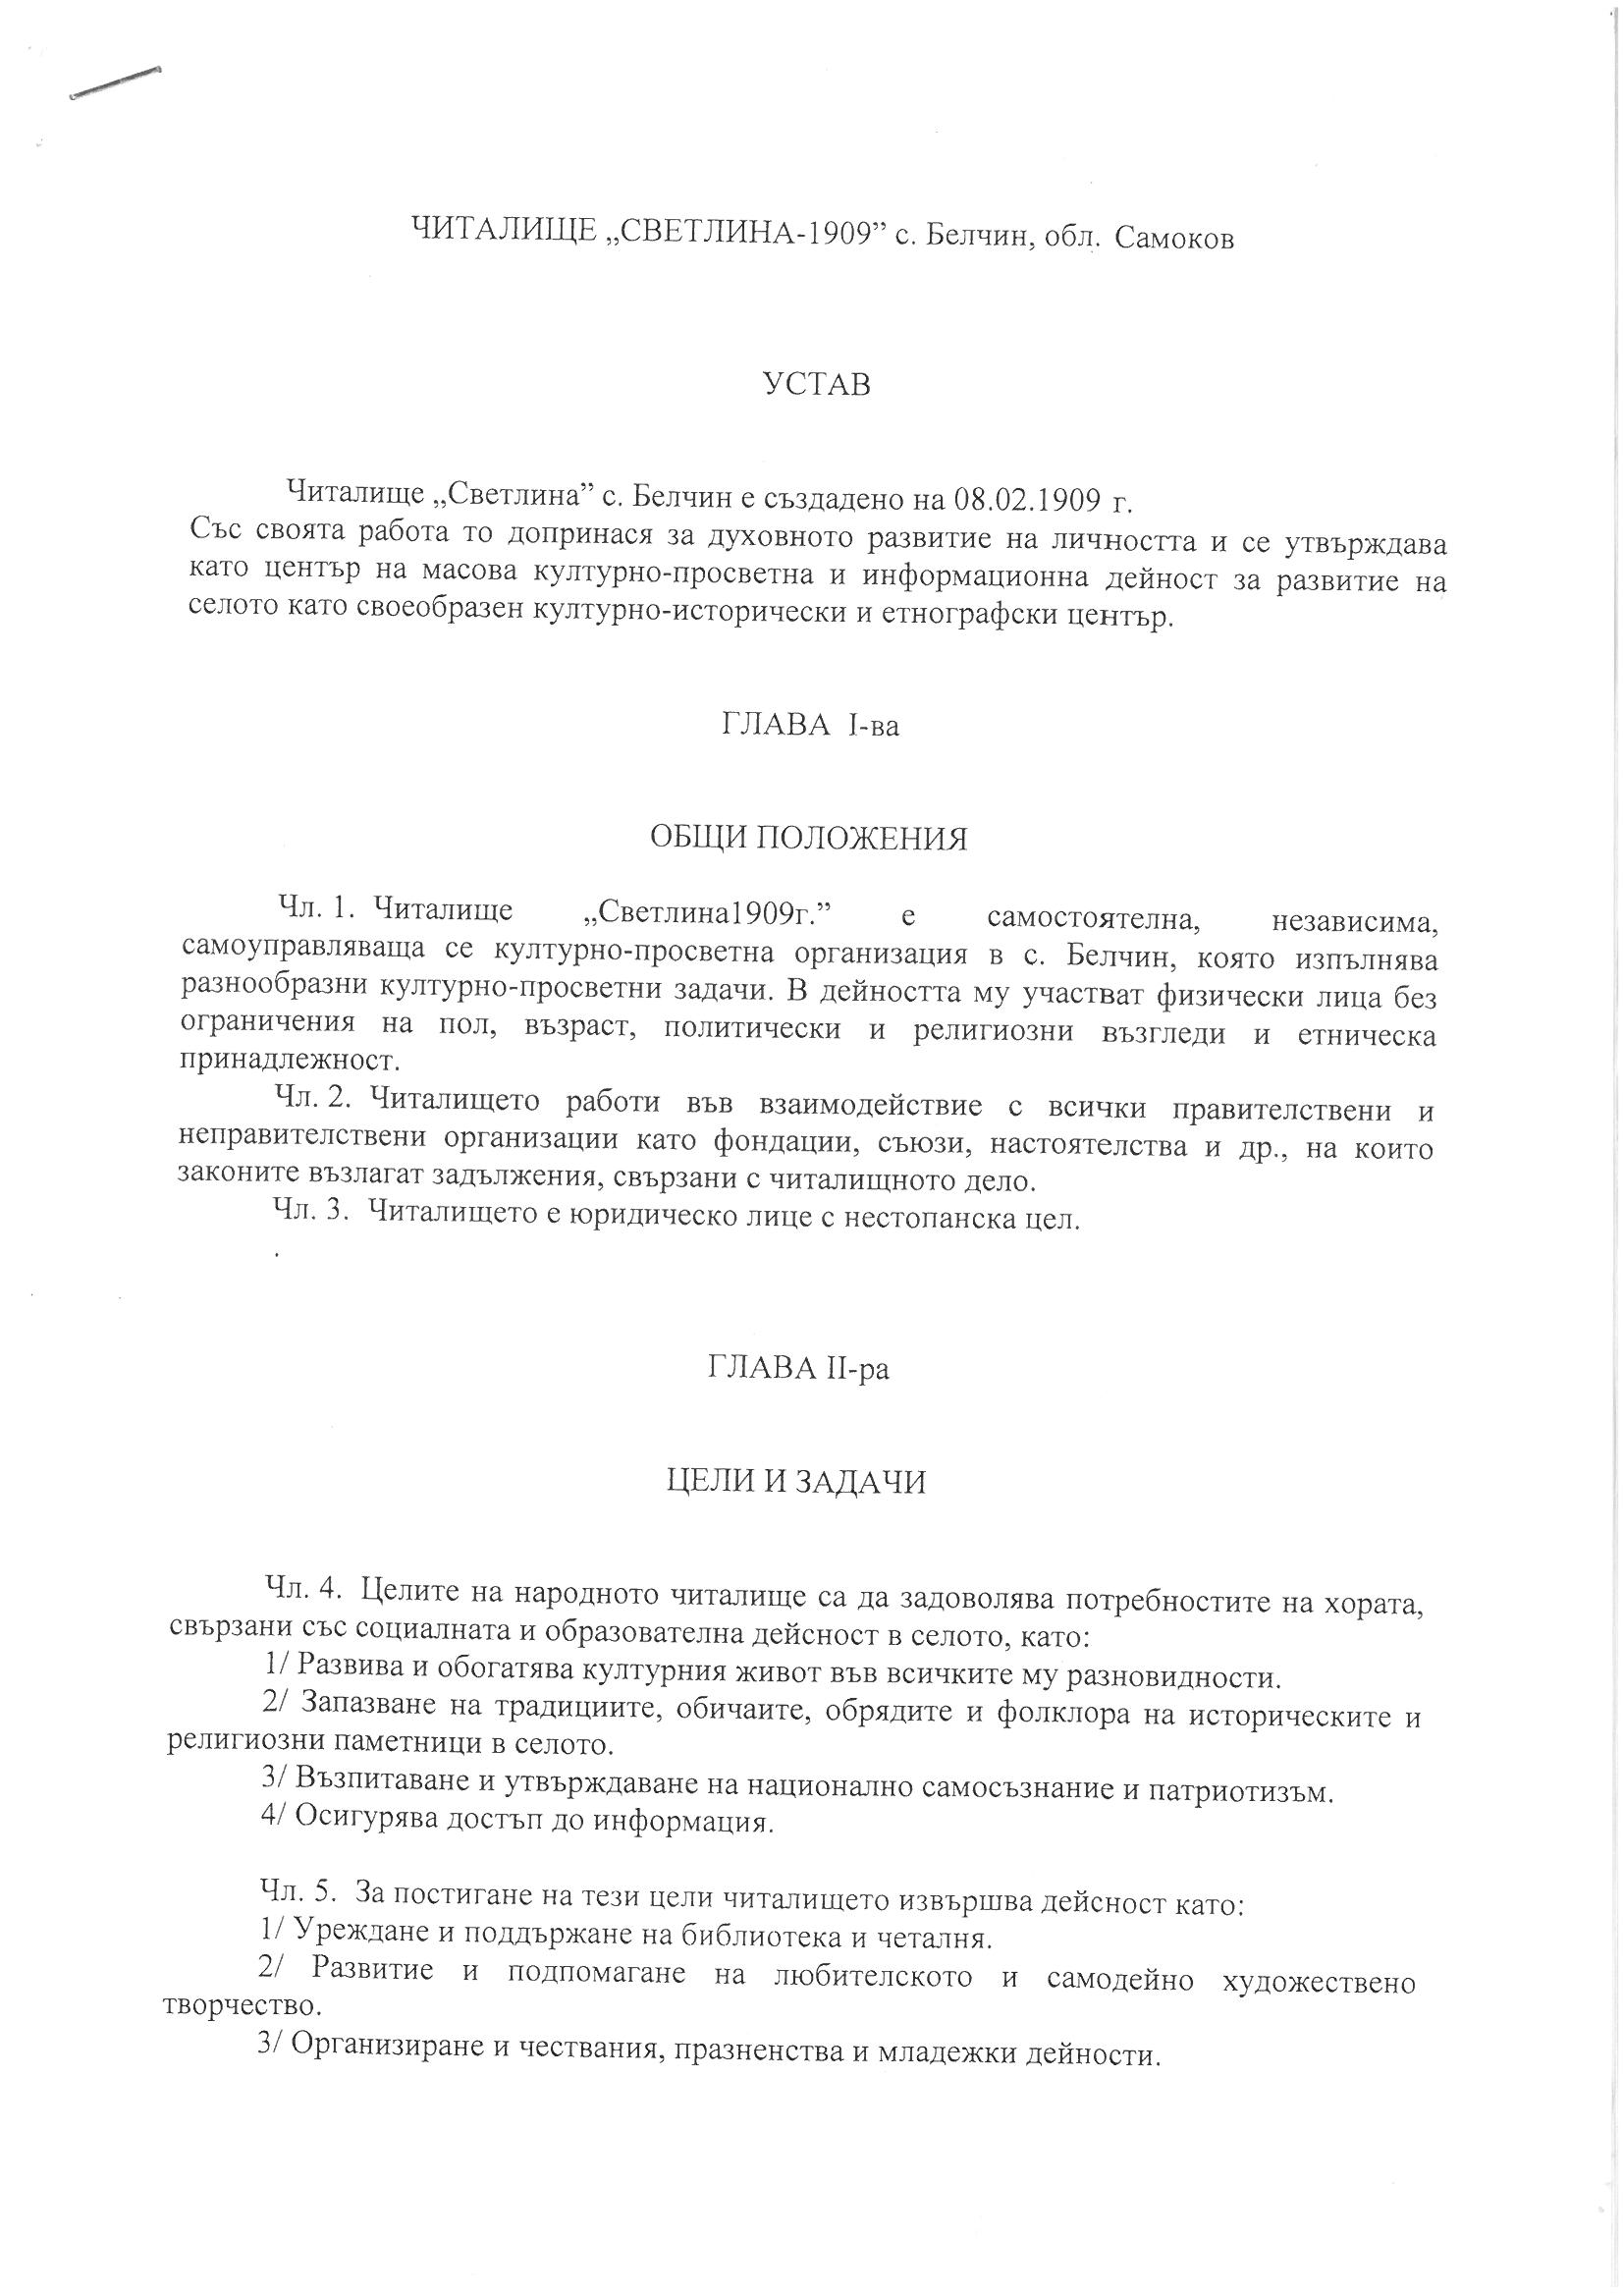 ЧИТАЛИЩЕ „СВЕТЛИНА-1909” с. Белчин, обл. Самоков
УСТАВ
Читалище „Светлина” с. Белчин е създадено на 08.02.1909 г.
Със своята работа то допринася за духовното развитие на личността и се утвърждава
като център на масова културно-просветна и информационна дейност за развитие на
селото като своеобразен културно-исторически и етнографски център.
ГЛАВА I-ва
ОБЩИ ПОЛОЖЕНИЯ
Чл. 1. Читалище „Светлина1909г.” е самостоятелна, независима,
самоуправляваща се културно-просветна организация в с. Белчин, която изпълнява
разнообразни културно-просветни задачи. В дейността му участват физически лица без
ограничения на пол, възраст, политически и религиозни възгледи и етническа
принадлежност.
Чл. 2. Читалището работи във взаимодействие с всички правителствени и
неправителствени организации като фондации, съюзи, настоятелства и др., на които
законите възлагат задължения, свързани с читалищното дело.
Чл. 3. Читалището е юридическо лице с нестопанска цел.
ГЛАВА II-ра
ЦЕЛИ И ЗАДАЧИ
Чл. 4. Целите на народното читалище са да задоволява потребностите на хората,
свързани със социалната и образователна дейсност в селото, като:
1/ Развива и обогатява културния живот във всичките му разновидности.
2/ Запазване на традициите, обичаите, обрядите и фолклора на историческите и
религиозни паметници в селото.
3/ Възпитаване и утвърждаване на национално самосъзнание и патриотизъм.
4/ Осигурява достъп до информация.
Чл. 5. За постигане на тези цели читалището извършва дейсност като:
1/ Уреждане и поддържане на библиотека и четалня.
2/ Развитие и подпомагане на любителското и самодейно художествено
творчество.
3/ Организиране и чествания, празненства и младежки дейности.